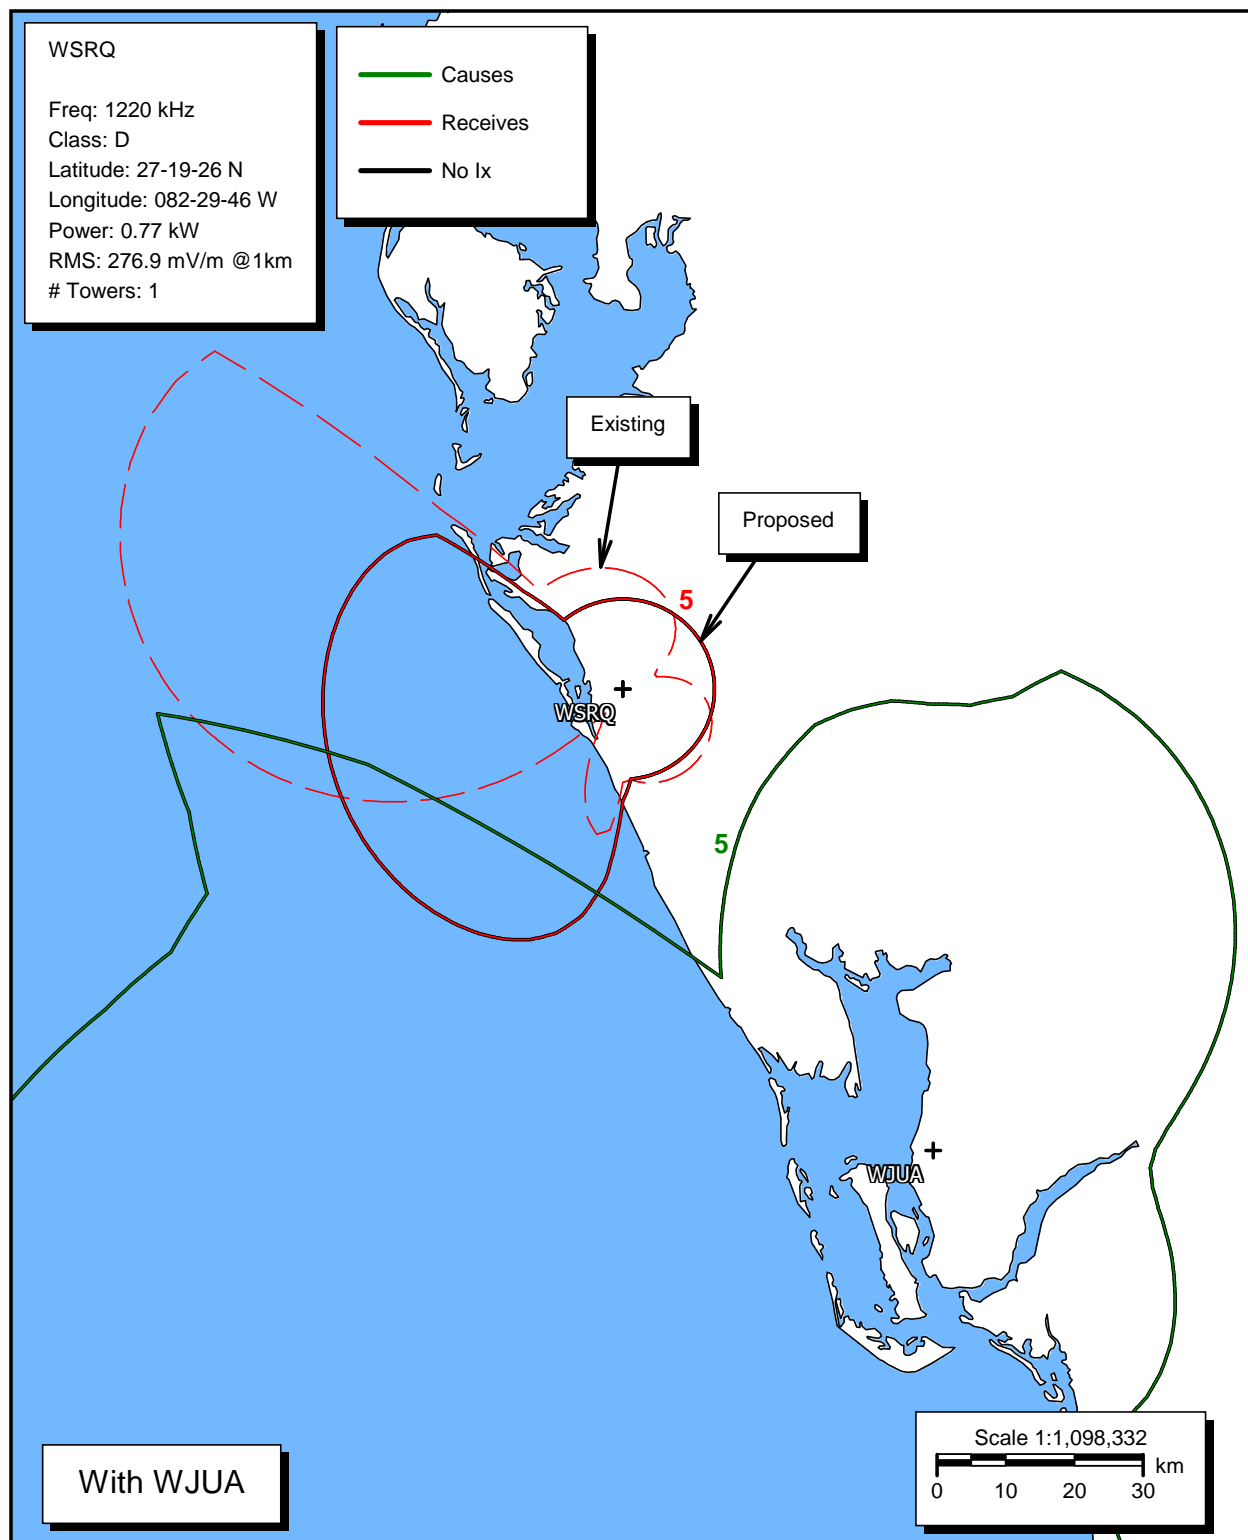 WSRQ
Freq: 1220 kHz
Class: D
Latitude: 27-19-26 N
Longitude: 082-29-46 W
Power: 0.77 kW
RMS: 276.9 mV/m @1km
# Towers: 1
Causes
Receives
No Ix
Existing
Proposed
5
WSRQ
5
WJUA
With WJUA
Scale 1:1,098,332
km
0 10 20 30